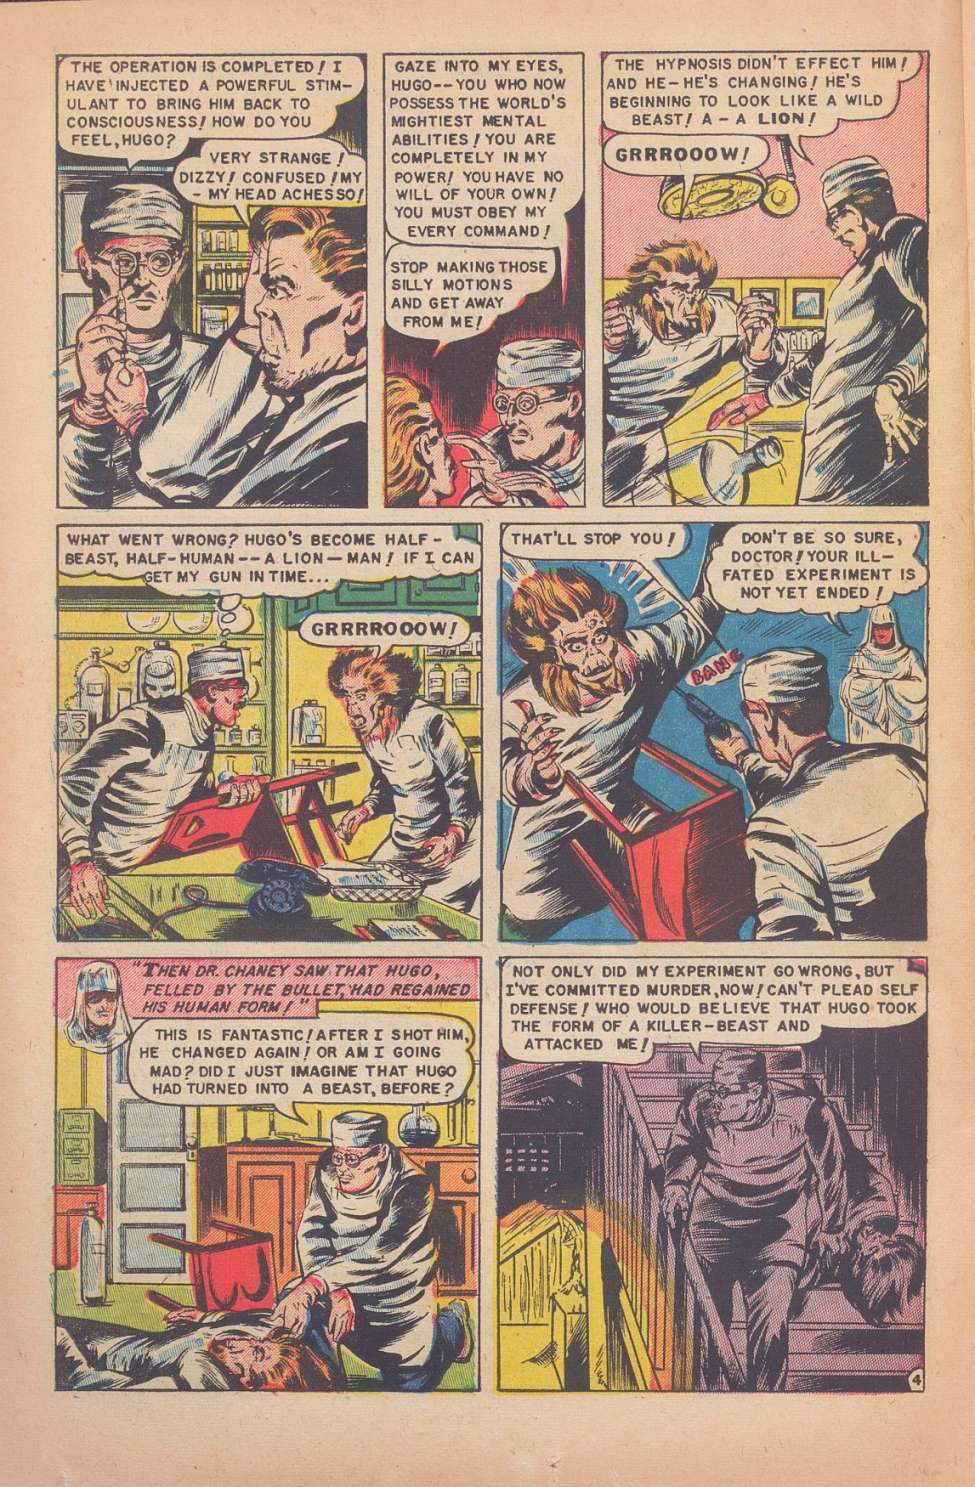 THE OPERATION IS COMPLETED! I
HAVE INJECTED A POWERFUL STIM-
ULANT TO BRING HIM BACK TO
CONSCIOUSNESS! HOW DO YOU
FEEL, HUGO?
VERY STRANGE!
DIZZY! CONFUSED! MY
- MY HEAD ACHES SO!
GAZE INTO MY EYES,
HUGO-- YOU WHO NOW
POSSESS THE WORLD'S
MIGHTIEST MENTAL
ABILITIES! YOU ARE
COMPLETELY IN MY
POWER! YOU HAVE NO
WILL OF YOUR OWN!
YOU MUST OBEY MY
EVERY COMMAND!
STOP MAKING THOSE
SILLY MOTIONS
AND GET AWAY
FROM ME!
THE HYPNOSIS DIDN'T EFFECT HIM!
AND HE-HE'S CHANGING! HE'S
BEGINNING TO LOOK LIKE A WILD
BEAST! A-A LION!
GRRROOOW!
WHAT WENT WRONG? HUGO'S BECOME HALF-
BEAST, HALF-HUMAN--A LION-MAN! IF I CAN
GET MY GUN IN TIME...
GRRRROOOW!
THAT'LL STOP YOU!
DON'T BE SO SURE,
DOCTOR! YOUR ILL-
FATED EXPERIMENT IS
NOT YET ENDED!
BANG
"THEN DR. CHANEY SAW THAT HUGO,
FELLED BY THE BULLET, HAD REGAINED
HIS HUMAN FORM!"
THIS IS FANTASTIC! AFTER I SHOT HIM,
HE CHANGED AGAIN! OR AM I GOING
MAD? DID I JUST IMAGINE THAT HUGO
HAD TURNED INTO A BEAST, BEFORE?
NOT ONLY DID MY EXPERIMENT GO WRONG, BUT
I'VE COMMITTED MURDER, NOW! CAN'T PLEAD SELF
DEFENSE! WHO WOULD BELIEVE THAT HUGO TOOK
THE FORM OF A KILLER-BEAST AND
ATTACKED ME!
4